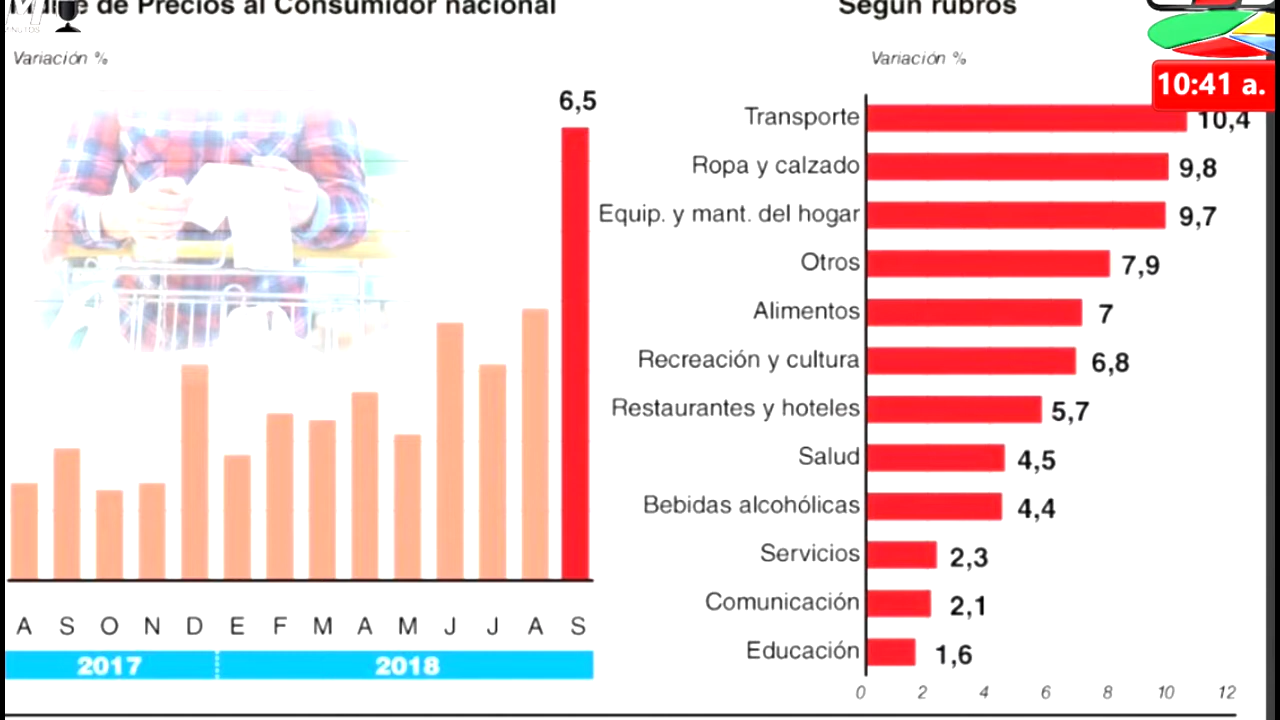 de Precios al Consumidor nacional
Variación %
6,5
A S O N D E F M A M J J A S
2017 2018
Según rubros
Variación %
10:41 a.
Transporte 10,4
Ropa y calzado 9,8
Equip. y mant. del hogar 9,7
Otros 7,9
Alimentos 7
Recreación y cultura 6,8
Restaurantes y hoteles 5,7
Salud 4,5
Bebidas alcohólicas 4,4
Servicios 2,3
Comunicación 2,1
Educación 1,6
0 2 4 6 8 10 12